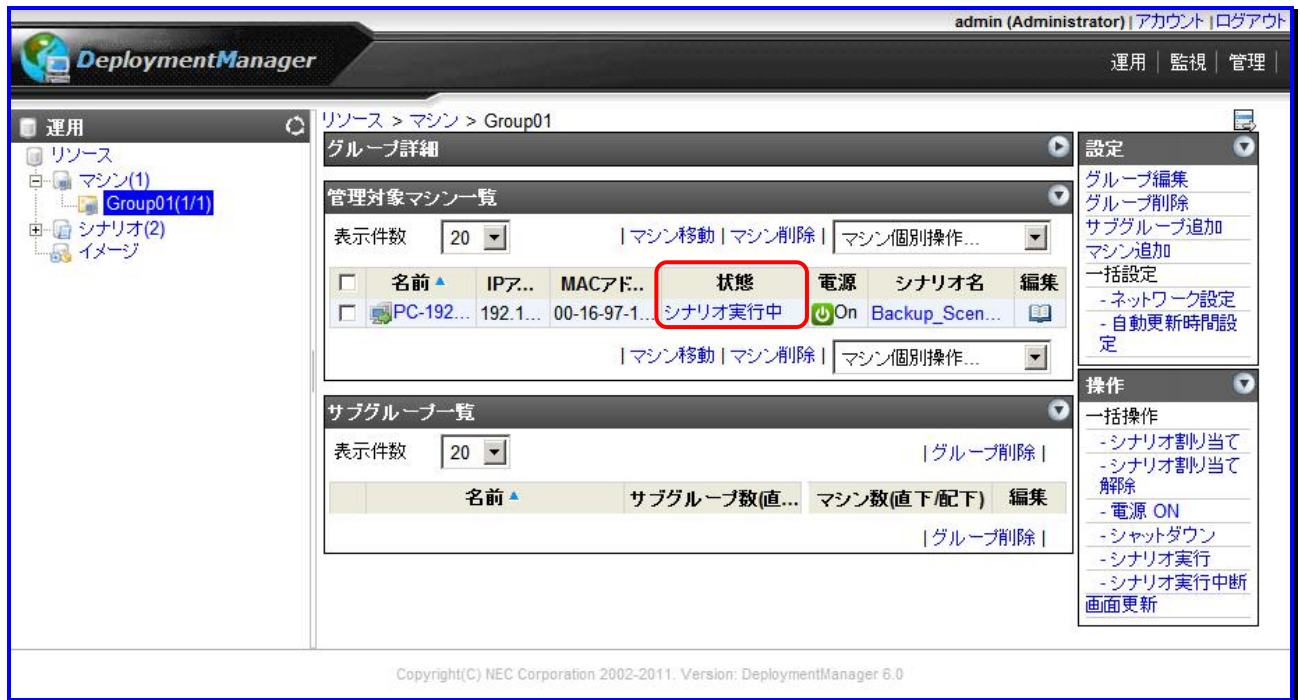 admin (Administrator) | アカウント | ログアウト
DeploymentManager
運用 | 監視 | 管理 |
運用
リソース
マシン(1)
Group01(1/1)
シナリオ(2)
イメージ
リソース > マシン > Group01
グループ詳細
管理対象マシン一覧
表示件数 20 | マシン移動 | マシン削除 | マシン個別操作...
名前 IPア... MACアド... 状態 電源 シナリオ名 編集
PC-192... 192.1... 00-16-97-1... シナリオ実行中 On Backup_Scen...
| マシン移動 | マシン削除 | マシン個別操作...
サブグループ一覧
表示件数 20 | グループ削除 |
名前 サブグループ数(直... マシン数(直下/配下) 編集
| グループ削除 |
設定
グループ編集
グループ削除
サブグループ追加
マシン追加
一括設定
- ネットワーク設定
- 自動更新時間設
定
操作
一括操作
- シナリオ割り当て
- シナリオ割り当て
解除
- 電源 ON
- シャットダウン
- シナリオ実行
- シナリオ実行中断
画面更新
Copyright(C) NEC Corporation 2002-2011. Version: DeploymentManager 6.0